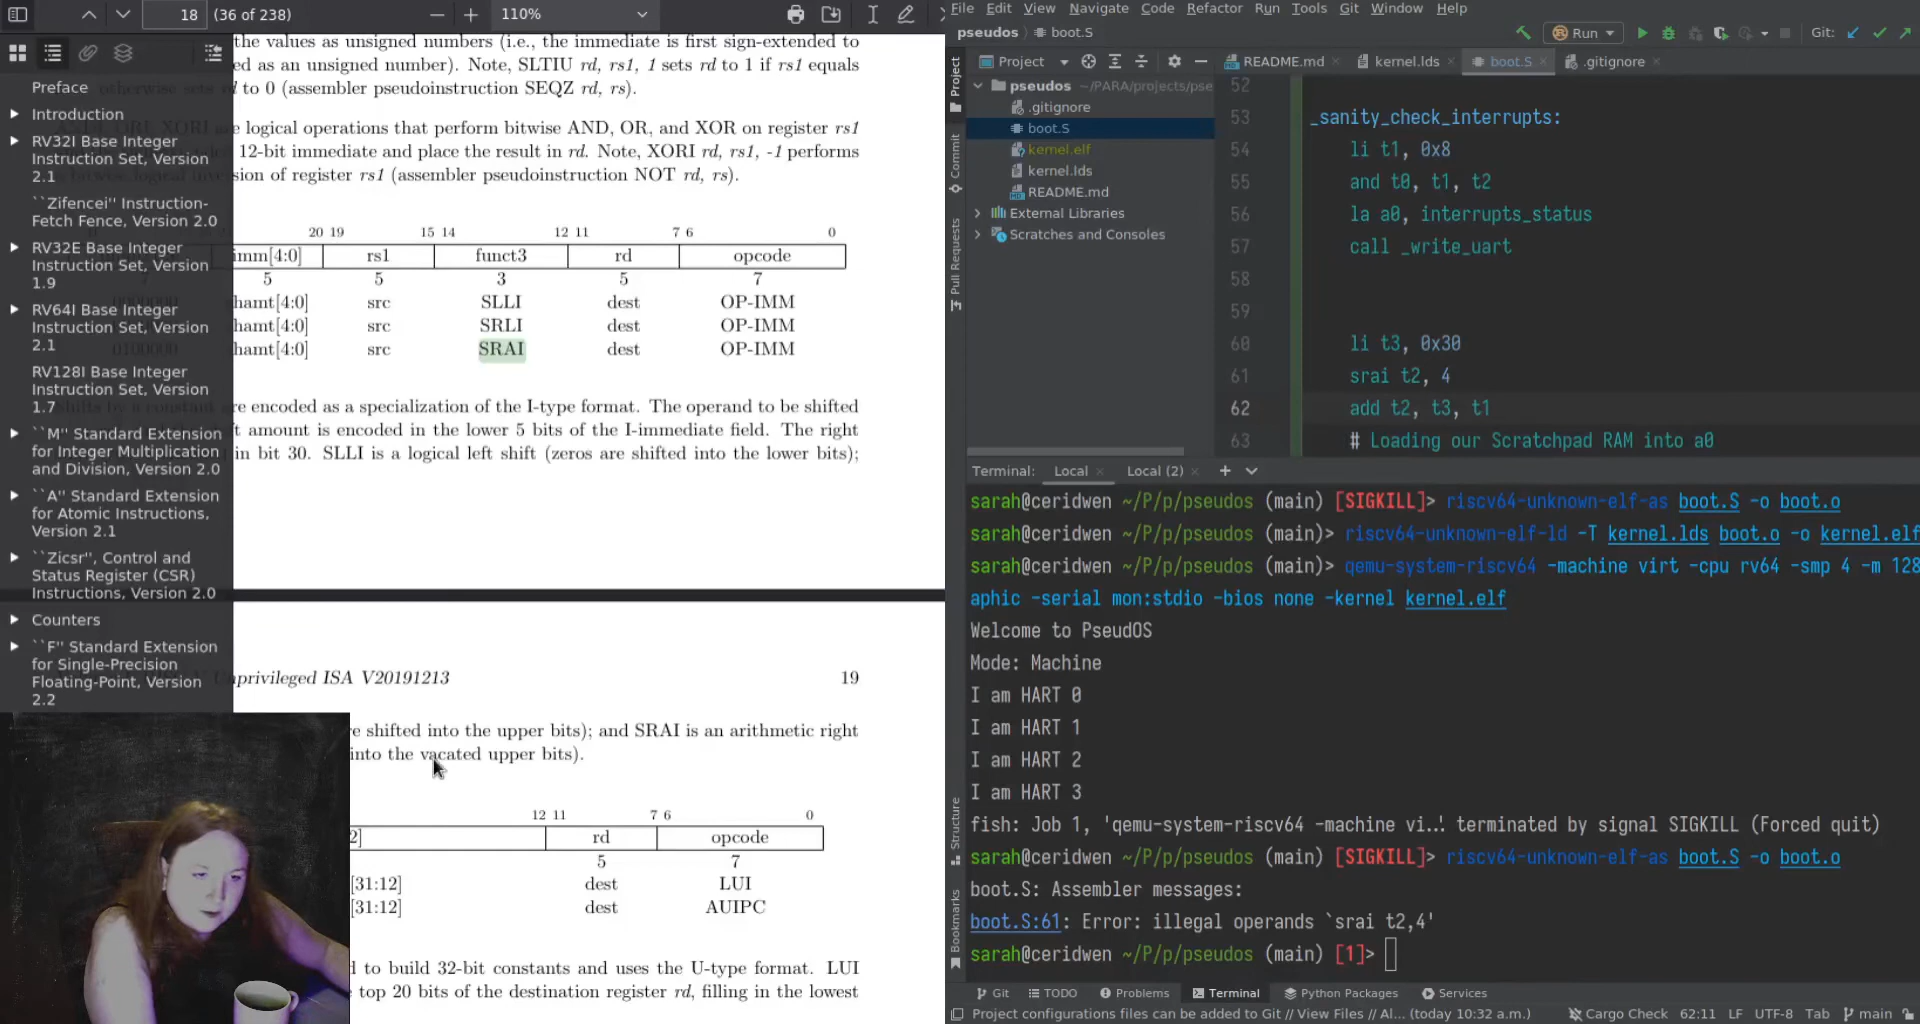 18 (36 of 238) 110%
Preface
Introduction
RV32I Base Integer
Instruction Set, Version
2.1
``Zifencei'' Instruction-
Fetch Fence, Version 2.0
RV32E Base Integer
Instruction Set, Version
1.9
RV64I Base Integer
Instruction Set, Version
2.1
RV128I Base Integer
Instruction Set, Version
1.7
``M'' Standard Extension
for Integer Multiplication
and Division, Version 2.0
``A'' Standard Extension
for Atomic Instructions,
Version 2.1
``Zicsr'', Control and
Status Register (CSR)
Instructions, Version 2.0
Counters
``F'' Standard Extension
for Single-Precision
Floating-Point, Version
2.2
the values as unsigned numbers (i.e., the immediate is first sign-extended to
ed as an unsigned number). Note, SLTIU rd, rs1, 1 sets rd to 1 if rs1 equals
otherwise sets rd to 0 (assembler pseudoinstruction SEQZ rd, rs).
ANDI, ORI, XORI are logical operations that perform bitwise AND, OR, and XOR on register rs1
12-bit immediate and place the result in rd. Note, XORI rd, rs1, -1 performs
a bitwise logical inversion of register rs1 (assembler pseudoinstruction NOT rd, rs).
20 19 15 14 12 11 7 6 0
imm[4:0] rs1 funct3 rd opcode
5 5 3 5 7
hamt[4:0] src SLLI dest OP-IMM
hamt[4:0] src SRLI dest OP-IMM
0100000 hamt[4:0] src SRAI dest OP-IMM
Shifts by a constant are encoded as a specialization of the I-type format. The operand to be shifted
ft amount is encoded in the lower 5 bits of the I-immediate field. The right
in bit 30. SLLI is a logical left shift (zeros are shifted into the lower bits);
Unprivileged ISA V20191213 19
re shifted into the upper bits); and SRAI is an arithmetic right
into the vacated upper bits).
12 11 7 6 0
2] rd opcode
5 7
[31:12] dest LUI
[31:12] dest AUIPC
d to build 32-bit constants and uses the U-type format. LUI
top 20 bits of the destination register rd, filling in the lowest
File Edit View Navigate Code Refactor Run Tools Git Window Help
pseudos boot.S Run Git:
Project README.md kernel.lds boot.S .gitignore
Project
Commit
Pull Requests
Structure
Bookmarks
pseudos ~/PARA/projects/pse
.gitignore
boot.S
kernel.elf
kernel.lds
README.md
External Libraries
Scratches and Consoles
52
53 _sanity_check_interrupts:
54 li t1, 0x8
55 and t0, t1, t2
56 la a0, interrupts_status
57 call _write_uart
58
59
60 li t3, 0x30
61 srai t2, 4
62 add t2, t3, t1
63 # Loading our Scratchpad RAM into a0
Terminal: Local Local (2)
sarah@ceridwen ~/P/p/pseudos (main) [SIGKILL]> riscv64-unknown-elf-as boot.S -o boot.o
sarah@ceridwen ~/P/p/pseudos (main)> riscv64-unknown-elf-ld -T kernel.lds boot.o -o kernel.elf
sarah@ceridwen ~/P/p/pseudos (main)> qemu-system-riscv64 -machine virt -cpu rv64 -smp 4 -m 128
aphic -serial mon:stdio -bios none -kernel kernel.elf
Welcome to PseudOS
Mode: Machine
I am HART 0
I am HART 1
I am HART 2
I am HART 3
fish: Job 1, 'qemu-system-riscv64 -machine vi…' terminated by signal SIGKILL (Forced quit)
sarah@ceridwen ~/P/p/pseudos (main) [SIGKILL]> riscv64-unknown-elf-as boot.S -o boot.o
boot.S: Assembler messages:
boot.S:61: Error: illegal operands `srai t2,4'
sarah@ceridwen ~/P/p/pseudos (main) [1]>
Git TODO Problems Terminal Python Packages Services
Project configurations files can be added to Git // View Files // Al... (today 10:32 a.m.) Cargo Check 62:11 LF UTF-8 Tab main